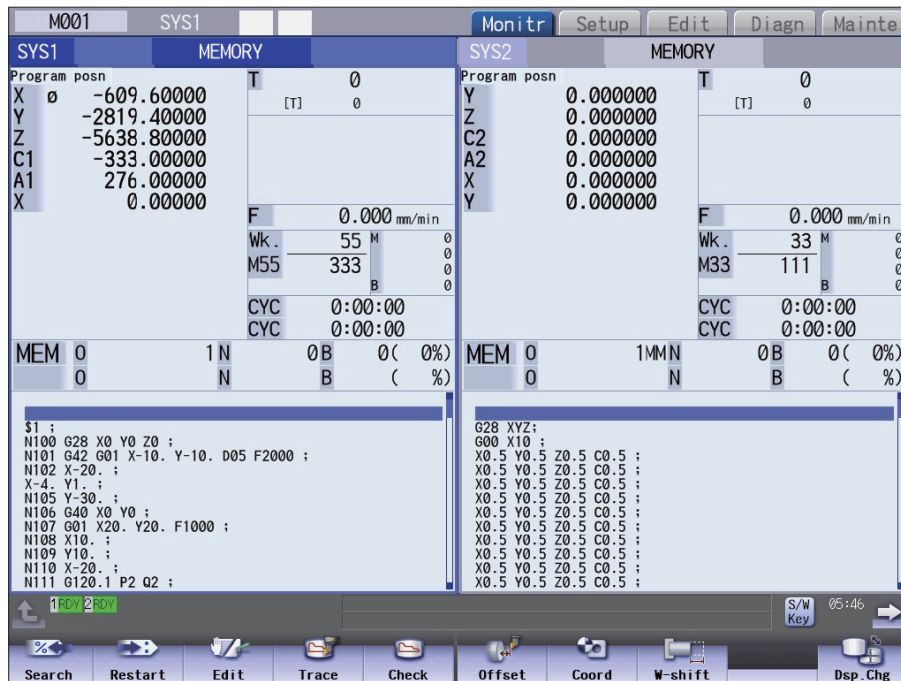 M001 SYS1 Monitr Setup Edit Diagn Mainte
SYS1 MEMORY
Program posn
X ø -609.60000
Y -2819.40000
Z -5638.80000
C1 -333.00000
A1 276.00000
X 0.00000
T 0
[T] 0
F 0.000 mm/min
Wk. 55 M 0
0
M55 333 0
B 0
CYC 0:00:00
CYC 0:00:00
MEM O 1 N 0 B 0( 0%)
O N B ( %)
$1 ;
N100 G28 X0 Y0 Z0 ;
N101 G42 G01 X-10. Y-10. D05 F2000 ;
N102 X-20. ;
X-4. Y1. ;
N105 Y-30. ;
N106 G40 X0 Y0 ;
N107 G01 X20. Y20. F1000 ;
N108 X10. ;
N109 Y10. ;
N110 X-20. ;
N111 G120.1 P2 Q2 ;
SYS2 MEMORY
Program posn
Y 0.000000
Z 0.000000
C2 0.000000
A2 0.000000
X 0.000000
Y 0.000000
T 0
[T] 0
F 0.000 mm/min
Wk. 33 M 0
0
M33 111 0
B 0
CYC 0:00:00
CYC 0:00:00
MEM O 1MM N 0 B 0( 0%)
O N B ( %)
G28 XYZ;
G00 X10 ;
X0.5 Y0.5 Z0.5 C0.5 ;
X0.5 Y0.5 Z0.5 C0.5 ;
X0.5 Y0.5 Z0.5 C0.5 ;
X0.5 Y0.5 Z0.5 C0.5 ;
X0.5 Y0.5 Z0.5 C0.5 ;
X0.5 Y0.5 Z0.5 C0.5 ;
X0.5 Y0.5 Z0.5 C0.5 ;
X0.5 Y0.5 Z0.5 C0.5 ;
X0.5 Y0.5 Z0.5 C0.5 ;
X0.5 Y0.5 Z0.5 C0.5 ;
1RDY 2RDY S/W Key 05:46
Search Restart Edit Trace Check Offset Coord W-shift Dsp.Chg